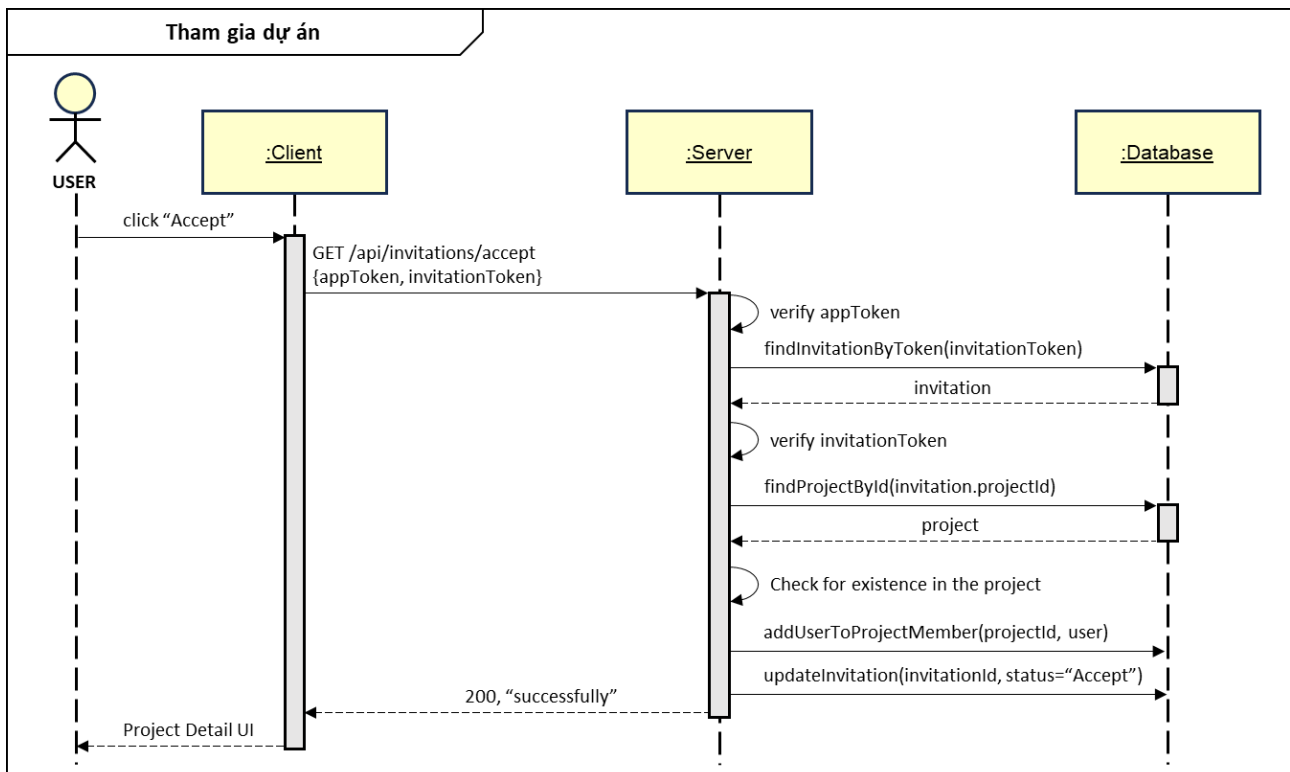 Tham gia dự án
USER
:Client
:Server
:Database
click “Accept”
GET /api/invitations/accept
{appToken, invitationToken}
verify appToken
findInvitationByToken(invitationToken)
invitation
verify invitationToken
findProjectById(invitation.projectId)
project
Check for existence in the project
addUserToProjectMember(projectId, user)
updateInvitation(invitationId, status=“Accept”)
200, “successfully”
Project Detail UI